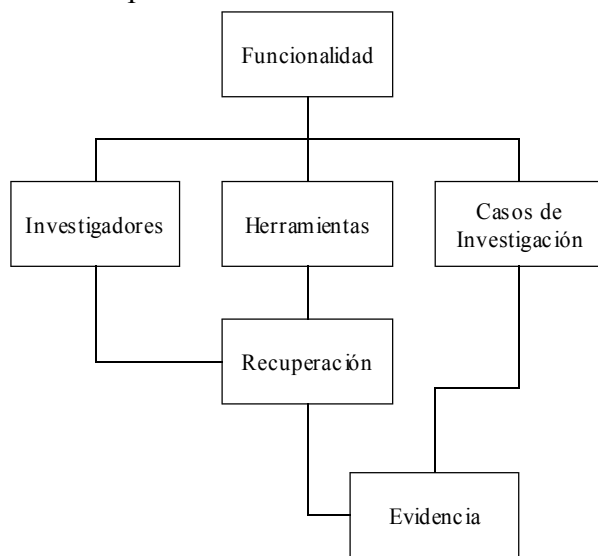 Funcionalidad
Investigadores
Herramientas
Casos de
Investigación
Recuperación
Evidencia